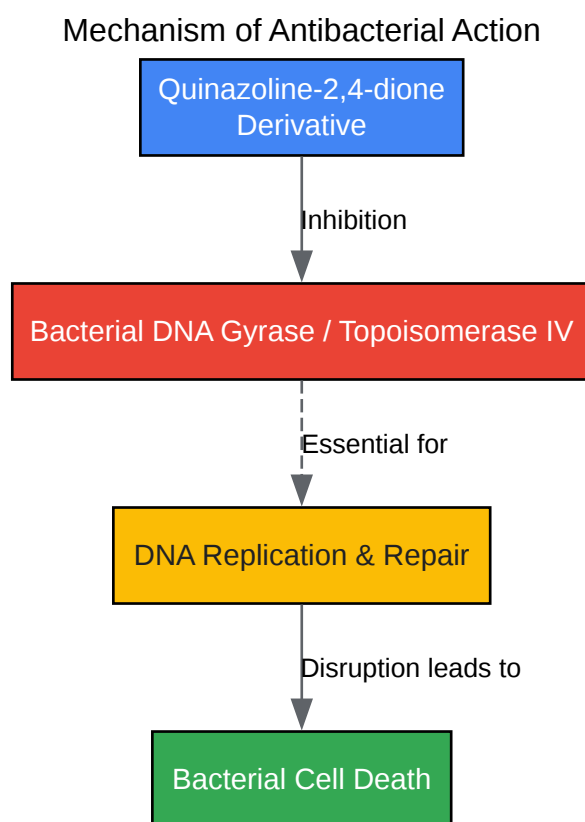 Mechanism of Antibacterial Action
Quinazoline-2,4-dione
Derivative
Inhibition
Bacterial DNA Gyrase / Topoisomerase IV
Essential for
DNA Replication & Repair
Disruption leads to
Bacterial Cell Death